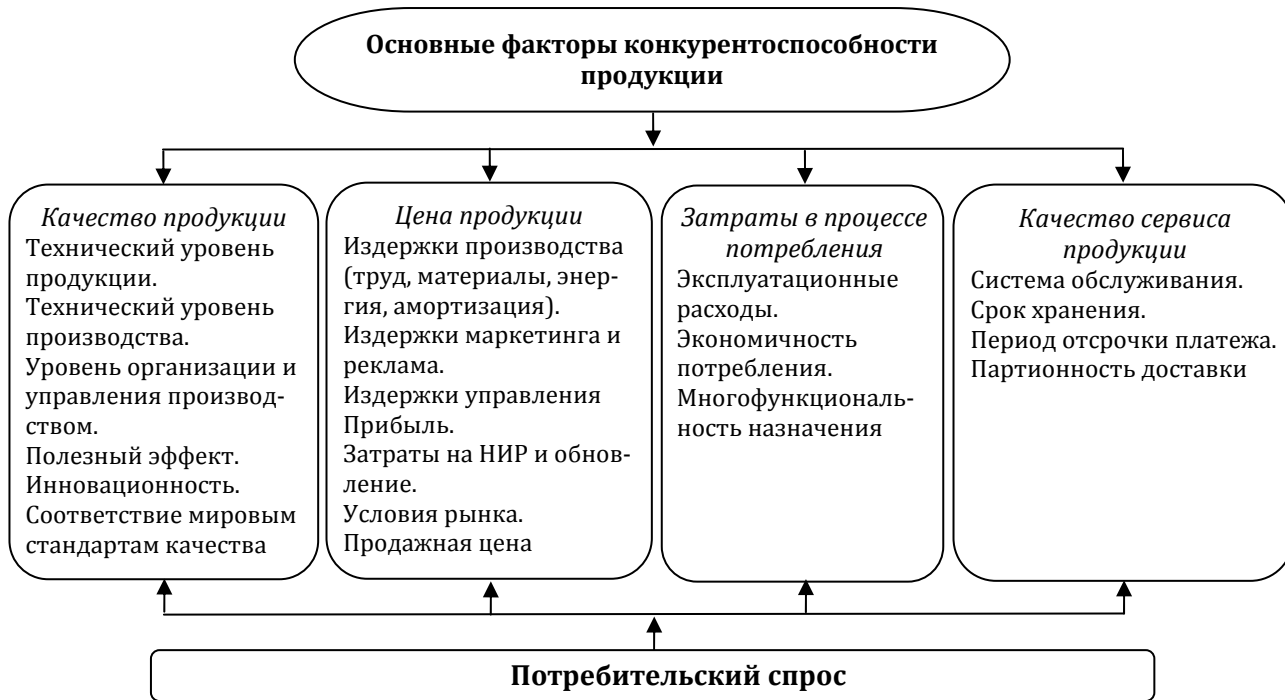 Основные факторы конкурентоспособности
продукции
Качество продукции
Технический уровень
продукции.
Технический уровень
производства.
Уровень организации и
управления производ-
ством.
Полезный эффект.
Инновационность.
Соответствие мировым
стандартам качества
Цена продукции
Издержки производства
(труд, материалы, энер-
гия, амортизация).
Издержки маркетинга и
реклама.
Издержки управления
Прибыль.
Затраты на НИР и обнов-
ление.
Условия рынка.
Продажная цена
Затраты в процессе
потребления
Эксплуатационные
расходы.
Экономичность
потребления.
Многофункциональ-
ность назначения
Качество сервиса
продукции
Система обслуживания.
Срок хранения.
Период отсрочки платежа.
Партионность доставки
Потребительский спрос